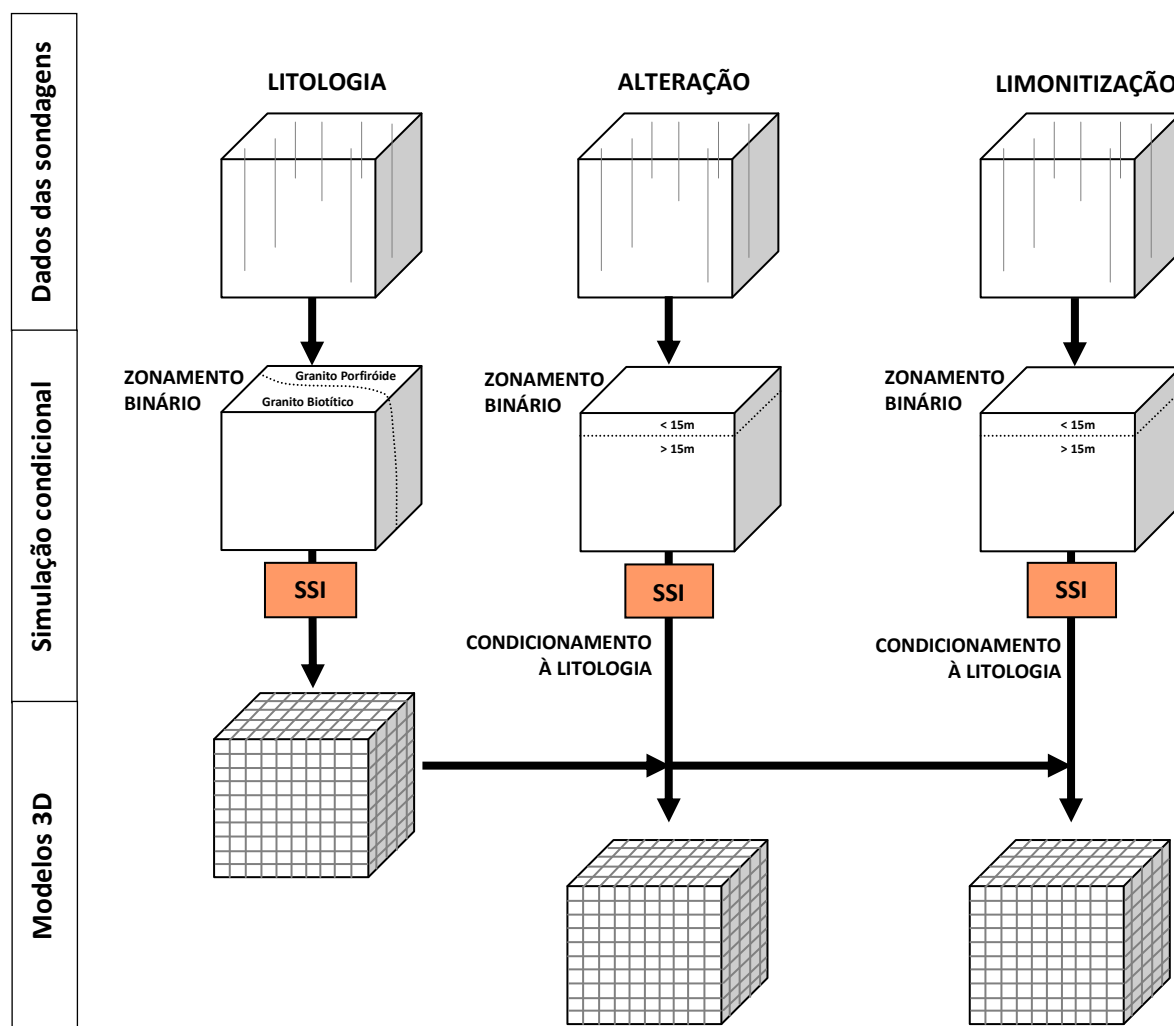 Dados das sondagens
LITOLOGIA
ALTERAÇÃO
LIMONITIZAÇÃO
Simulação condicional
ZONAMENTO
BINÁRIO
Granito Porfiróide
Granito Biotítico
ZONAMENTO
BINÁRIO
< 15m
> 15m
ZONAMENTO
BINÁRIO
< 15m
> 15m
SSI
SSI
SSI
CONDICIONAMENTO
À LITOLOGIA
CONDICIONAMENTO
À LITOLOGIA
Modelos 3D